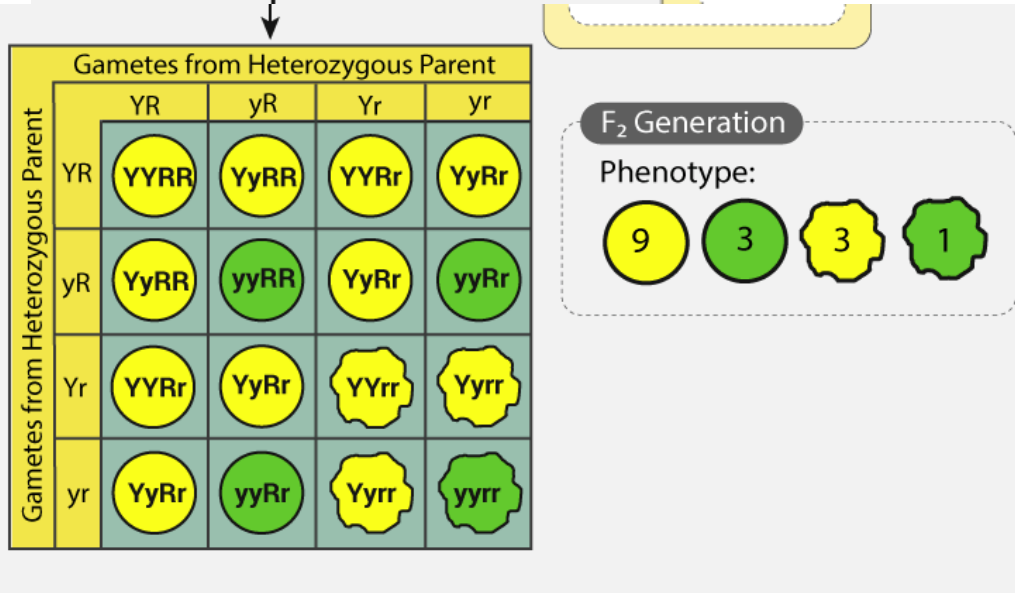 Gametes from Heterozygous Parent
Gametes from Heterozygous Parent
YR yR Yr yr
YR YYRR YyRR YYRr YyRr
yR YyRR yyRR YyRr yyRr
Yr YYRr YyRr YYrr Yyrr
yr YyRr yyRr Yyrr yyrr
F₂ Generation
Phenotype:
9 3 3 1